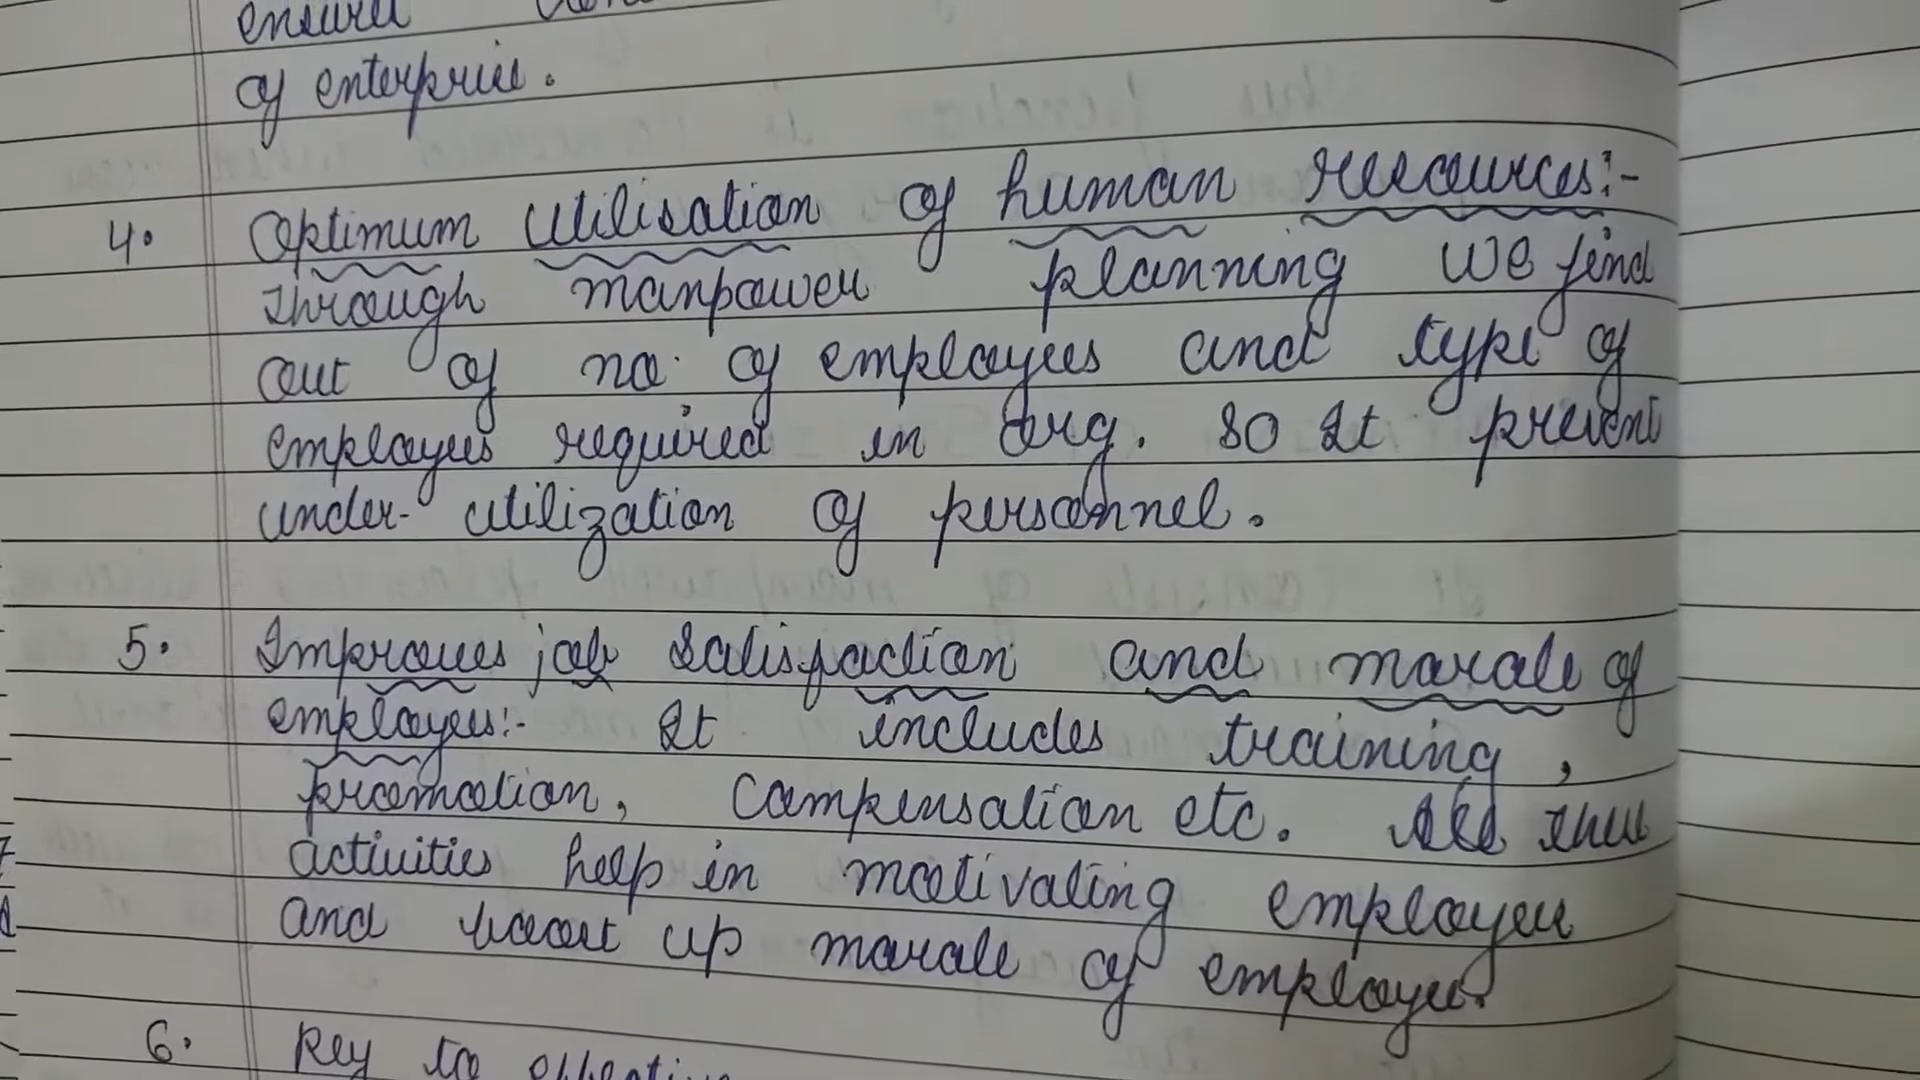 ensure
of enterprise.
4. Optimum utilisation of human resources:-
Through manpower planning we find
out of no. of employees and type of
employees required in org. So It prevent
under-utilization of personnel.
5. Improves job satisfaction and morale of
employees:- It includes training,
promotion, compensation etc. All these
activities help in motivating employees
and boost up morale of employees.
6. Key to effective